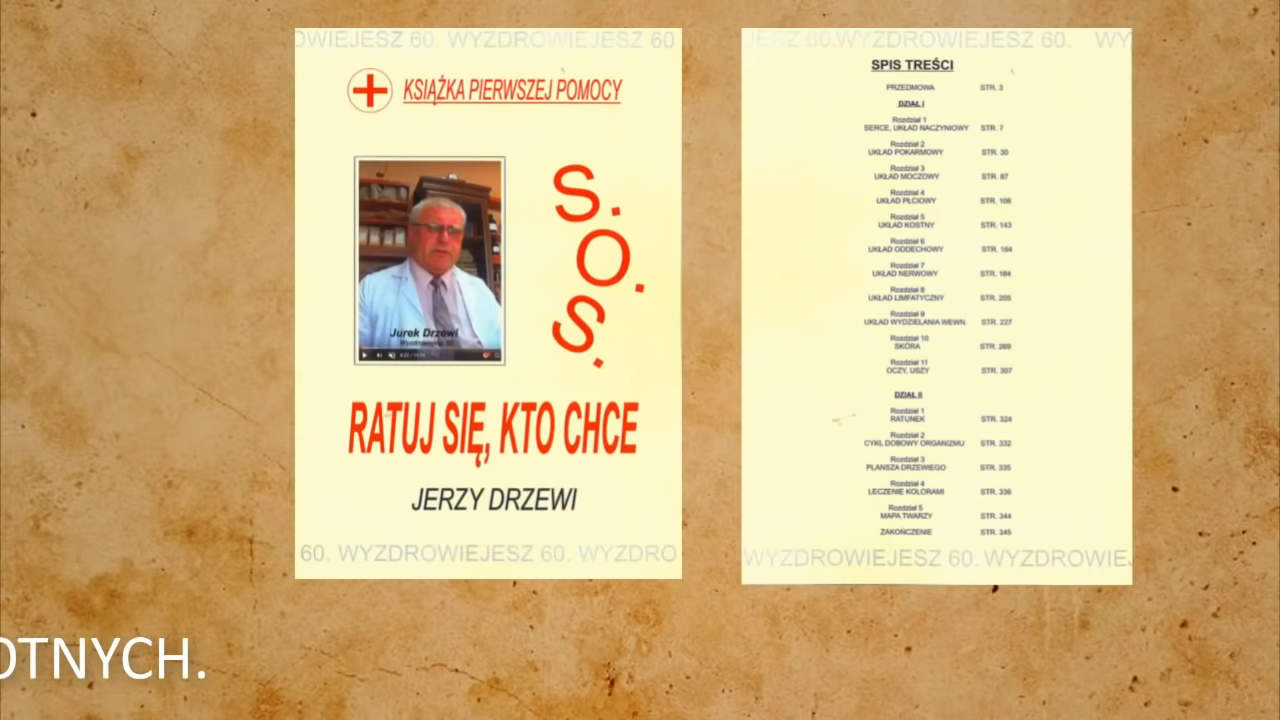 OWIEJESZ 60. WYZDROWIEJESZ 60
KSIĄŻKA PIERWSZEJ POMOCY
S.
O.
S.
Jurek Drzewi
Wyzdrowiejesz 60
RATUJ SIĘ, KTO CHCE
JERZY DRZEWI
60. WYZDROWIEJESZ 60. WYZDRO
JESZ 60.WYZDROWIEJESZ 60. WY
SPIS TREŚCI
PRZEDMOWA STR. 3
DZIAŁ I
Rozdział 1
SERCE, UKŁAD NACZYNIOWY STR. 7
Rozdział 2
UKŁAD POKARMOWY STR. 30
Rozdział 3
UKŁAD MOCZOWY STR. 87
Rozdział 4
UKŁAD PŁCIOWY STR. 106
Rozdział 5
UKŁAD KOSTNY STR. 143
Rozdział 6
UKŁAD ODDECHOWY STR. 164
Rozdział 7
UKŁAD NERWOWY STR. 184
Rozdział 8
UKŁAD LIMFATYCZNY STR. 205
Rozdział 9
UKŁAD WYDZIELANIA WEWN. STR. 227
Rozdział 10
SKÓRA STR. 269
Rozdział 11
OCZY, USZY STR. 307
DZIAŁ II
Rozdział 1
RATUNEK STR. 324
Rozdział 2
CYKL DOBOWY ORGANIZMU STR. 332
Rozdział 3
PLANSZA DRZEWIEGO STR. 335
Rozdział 4
LECZENIE KOLORAMI STR. 336
Rozdział 5
MAPA TWARZY STR. 344
ZAKOŃCZENIE STR. 345
WYZDROWIEJESZ 60. WYZDROWIEJ
OTNYCH.